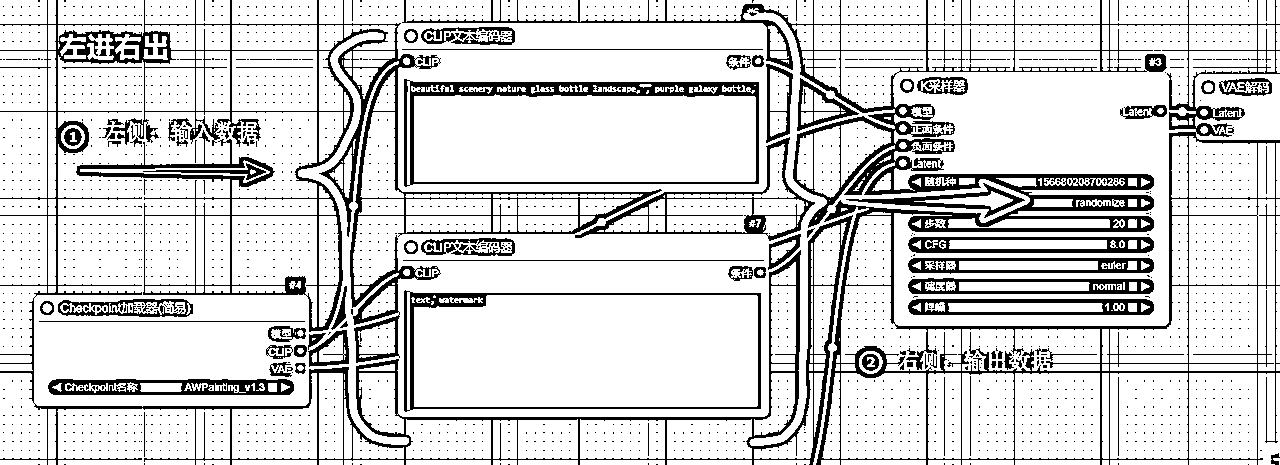 左进右出
① 左侧：输入数据
#4
Checkpoint加载器(简易)
模型
CLIP
VAE
Checkpoint名称 AWPainting_v1.3
CLIP文本编码器
CLIP 条件
beautiful scenery nature glass bottle landscape, , purple galaxy bottle,
#7
CLIP文本编码器
CLIP 条件
text, watermark
#3
K采样器
模型 Latent
正面条件
负面条件
Latent
随机种 156680208700286
randomize
步数 20
CFG 8.0
采样器 euler
调度器 normal
降噪 1.00
② 右侧：输出数据
VAE解码
Latent
VAE